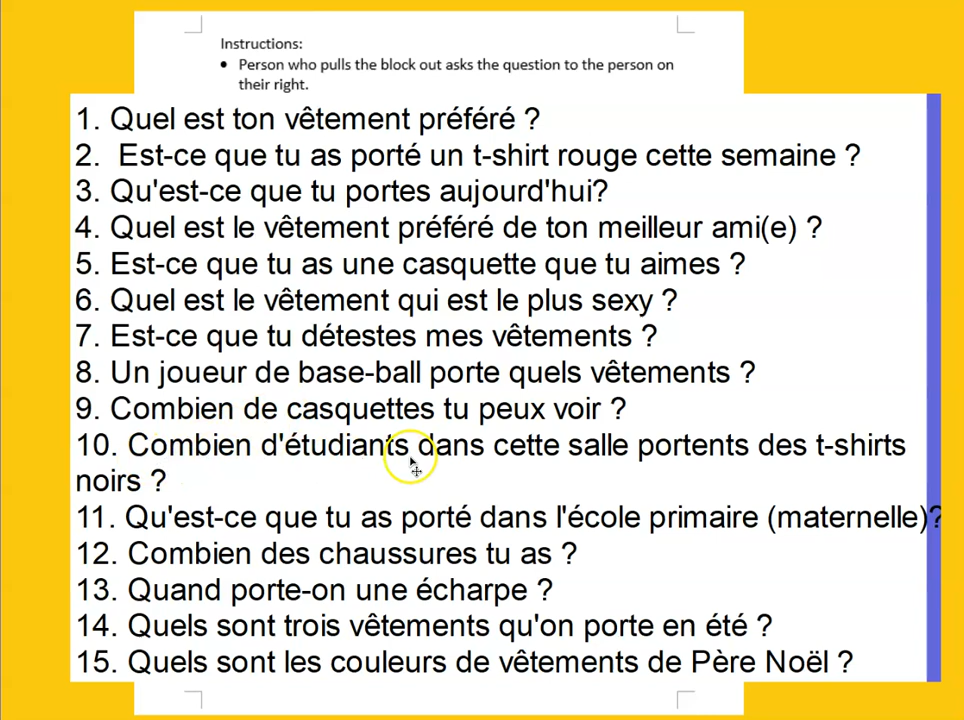 Instructions:
• Person who pulls the block out asks the question to the person on
their right.
1. Quel est ton vêtement préféré ?
2. Est-ce que tu as porté un t-shirt rouge cette semaine ?
3. Qu'est-ce que tu portes aujourd'hui?
4. Quel est le vêtement préféré de ton meilleur ami(e) ?
5. Est-ce que tu as une casquette que tu aimes ?
6. Quel est le vêtement qui est le plus sexy ?
7. Est-ce que tu détestes mes vêtements ?
8. Un joueur de base-ball porte quels vêtements ?
9. Combien de casquettes tu peux voir ?
10. Combien d'étudiants dans cette salle portents des t-shirts
noirs ?
11. Qu'est-ce que tu as porté dans l'école primaire (maternelle)?
12. Combien des chaussures tu as ?
13. Quand porte-on une écharpe ?
14. Quels sont trois vêtements qu'on porte en été ?
15. Quels sont les couleurs de vêtements de Père Noël ?